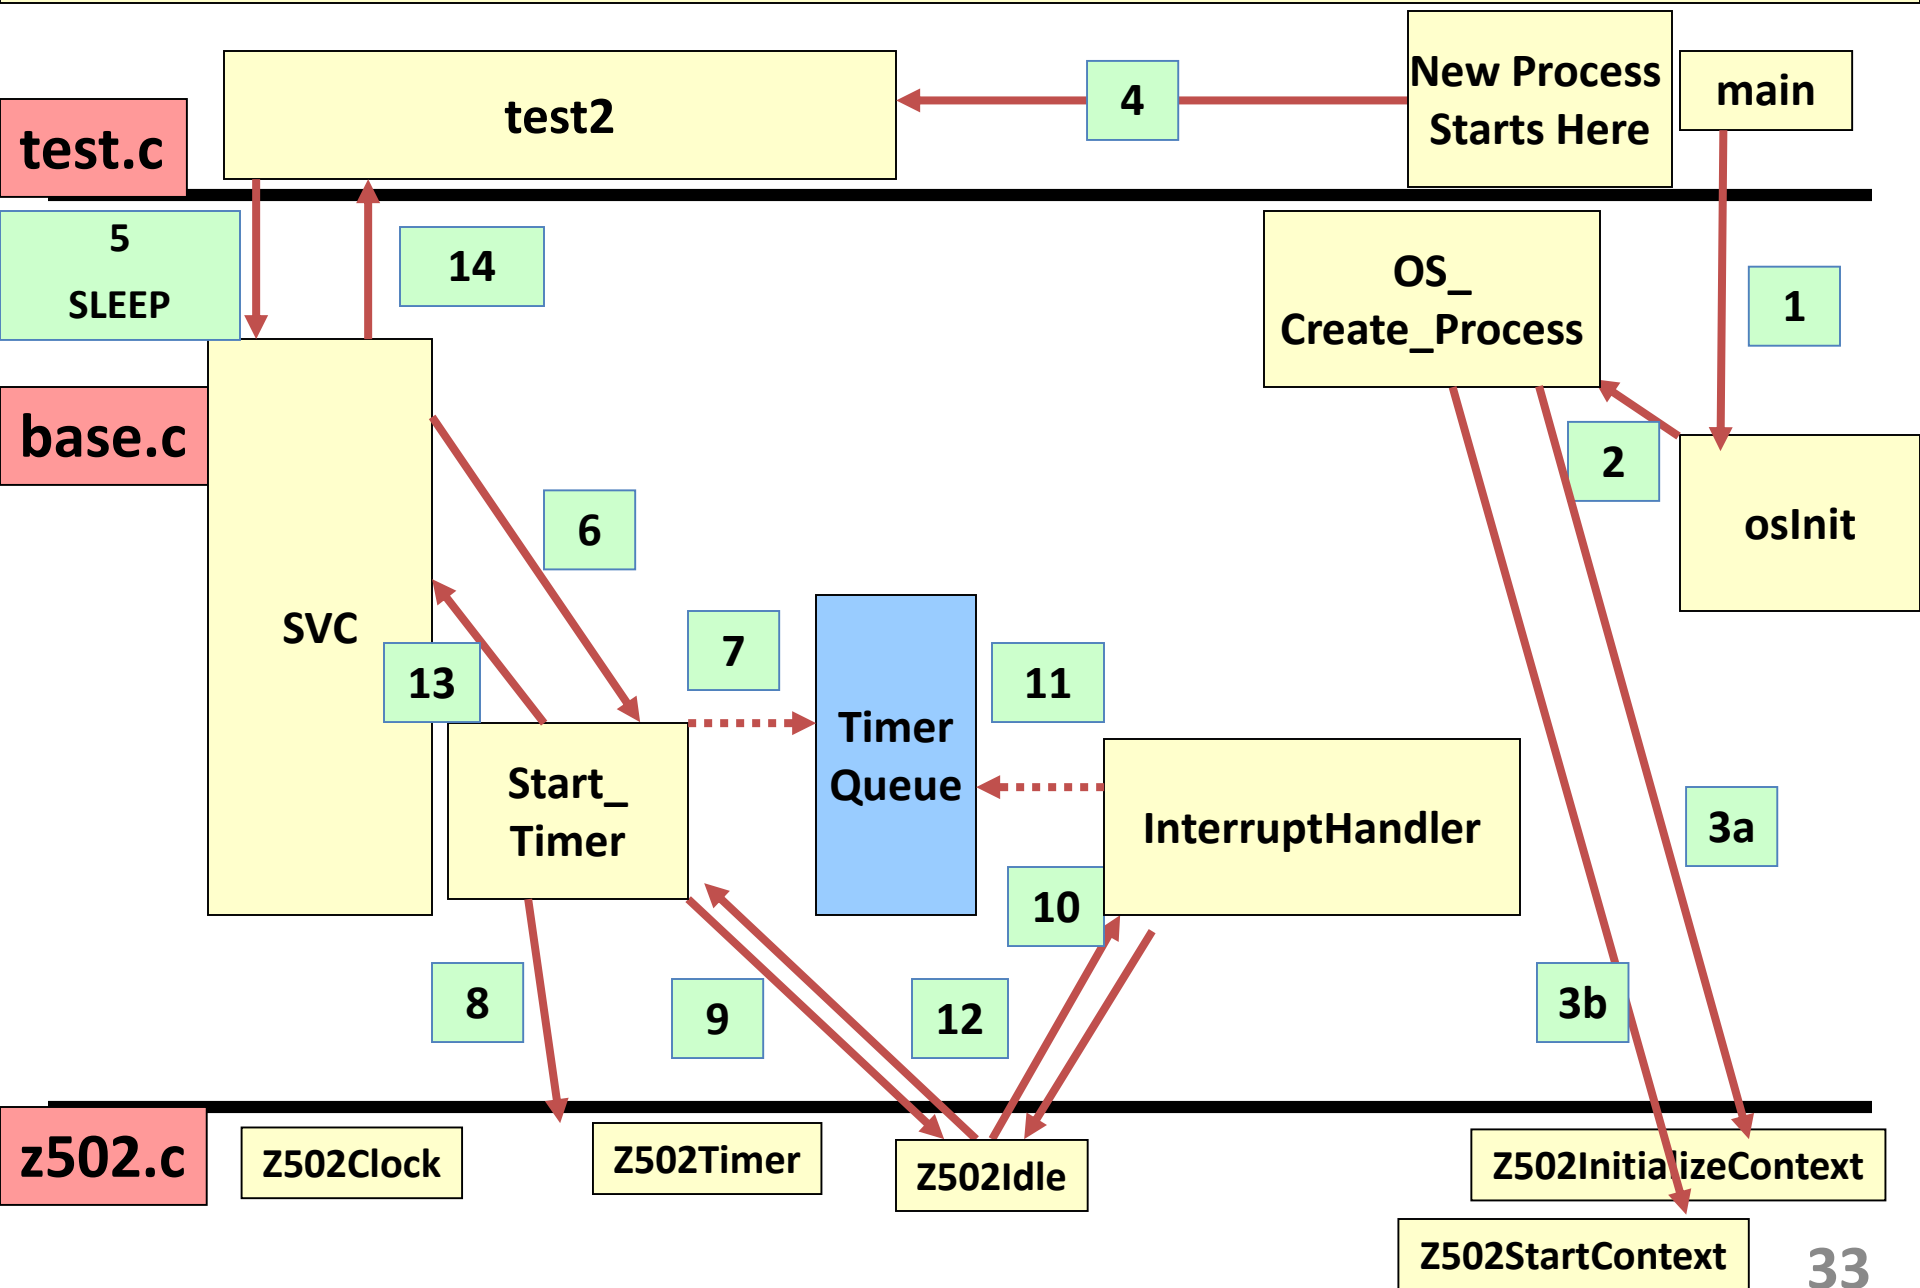 New Process
Starts Here
main
test2
4
test.c
5
SLEEP
14
OS_
Create_Process
1
base.c
2
osInit
6
SVC
13
7
11
Timer
Queue
Start_
Timer
InterruptHandler
3a
10
8
9
12
3b
z502.c
Z502Clock
Z502Timer
Z502Idle
Z502InitializeContext
Z502StartContext
33